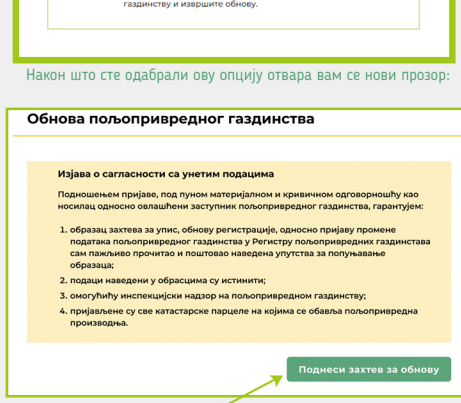 газдинству и извршите обнову.
Након што сте одабрали ову опцију отвара вам се нови прозор:
Обнова пољопривредног газдинства
Изјава о сагласности са унетим подацима
Подношењем пријаве, под пуном материјалном и кривичном одговорношћу као
носилац односно овлашћени заступник пољопривредног газдинства, гарантујем:
1. образац захтева за упис, обнову регистрације, односно пријаву промене
података пољопривредног газдинства у Регистру пољопривредних газдинстава
сам пажљиво прочитао и поштовао наведена упутства за попуњавање
образаца;
2. подаци наведени у обрасцима су истинити;
3. омогућићу инспекцијски надзор на пољопривредном газдинству;
4. пријављене су све катастарске парцеле на којима се обавља пољопривредна
производња.
Поднеси захтев за обнову